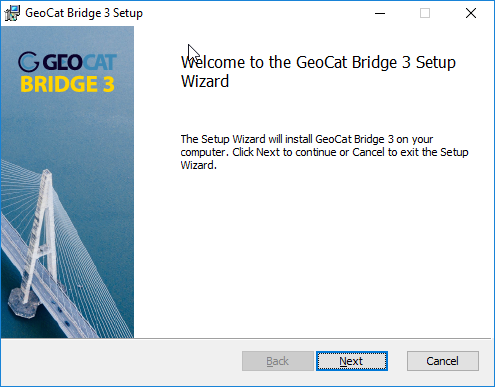 GeoCat Bridge 3 Setup
GEOCAT
BRIDGE 3
Welcome to the GeoCat Bridge 3 Setup
Wizard
The Setup Wizard will install GeoCat Bridge 3 on your
computer. Click Next to continue or Cancel to exit the Setup
Wizard.
Back
Next
Cancel